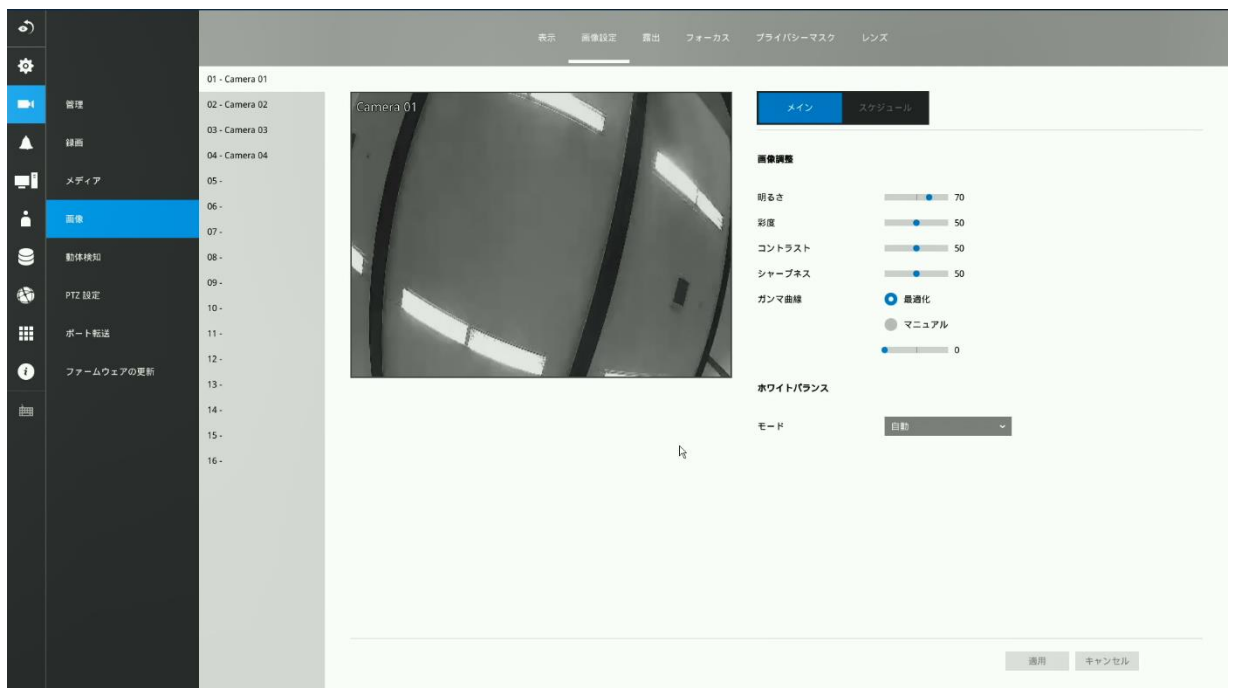 表示 画像設定 露出 フォーカス プライバシーマスク レンズ
管理
録画
メディア
画像
動体検知
PTZ 設定
ポート転送
ファームウェアの更新
01 - Camera 01
02 - Camera 02
03 - Camera 03
04 - Camera 04
05 -
06 -
07 -
08 -
09 -
10 -
11 -
12 -
13 -
14 -
15 -
16 -
Camera 01
メイン スケジュール
画像調整
明るさ 70
彩度 50
コントラスト 50
シャープネス 50
ガンマ曲線 最適化
マニュアル
0
ホワイトバランス
モード 自動
適用 キャンセル